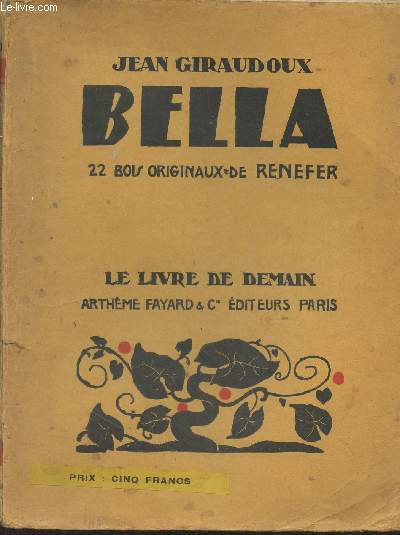 © Le-livre.com
JEAN GIRAUDOUX
BELLA
22 BOIS ORIGINAUX DE RENEFER
LE LIVRE DE DEMAIN
ARTHÈME FAYARD & Cie ÉDITEURS PARIS
PRIX : CINQ FRANCS